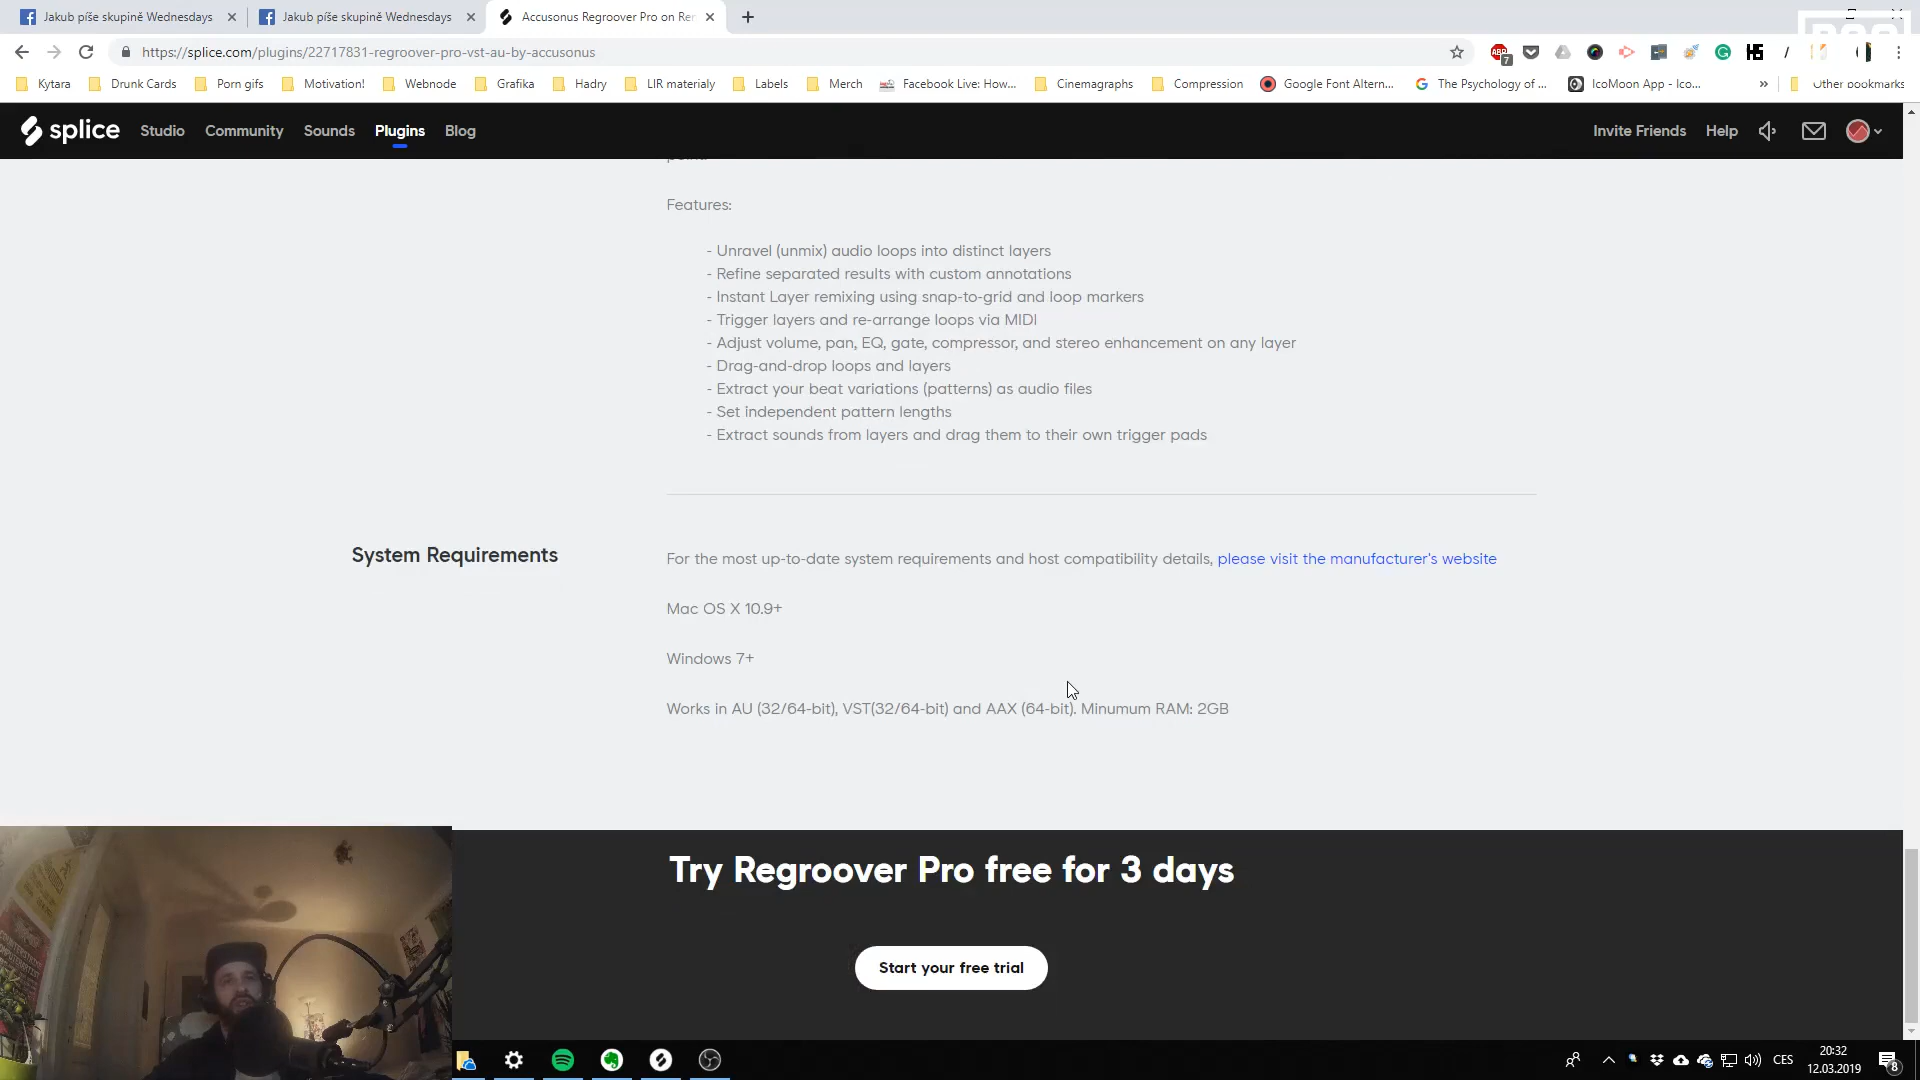 Jakub píše skupině Wednesdays
Jakub píše skupině Wednesdays
Accusonus Regroover Pro on Ren
https://splice.com/plugins/22717831-regroover-pro-vst-au-by-accusonus
7
Kytara
Drunk Cards
Porn gifs
Motivation!
Webnode
Grafika
Hadry
LIR materialy
Labels
Merch
Facebook Live: How...
Cinemagraphs
Compression
Google Font Altern...
The Psychology of ...
IcoMoon App - Ico...
»
Other bookmarks
splice
Studio
Community
Sounds
Plugins
Blog
Invite Friends
Help
Features:
- Unravel (unmix) audio loops into distinct layers
- Refine separated results with custom annotations
- Instant Layer remixing using snap-to-grid and loop markers
- Trigger layers and re-arrange loops via MIDI
- Adjust volume, pan, EQ, gate, compressor, and stereo enhancement on any layer
- Drag-and-drop loops and layers
- Extract your beat variations (patterns) as audio files
- Set independent pattern lengths
- Extract sounds from layers and drag them to their own trigger pads
System Requirements
For the most up-to-date system requirements and host compatibility details, please visit the manufacturer's website
Mac OS X 10.9+
Windows 7+
Works in AU (32/64-bit), VST(32/64-bit) and AAX (64-bit). Minumum RAM: 2GB
Try Regroover Pro free for 3 days
Start your free trial
CES
20:32
12.03.2019
8